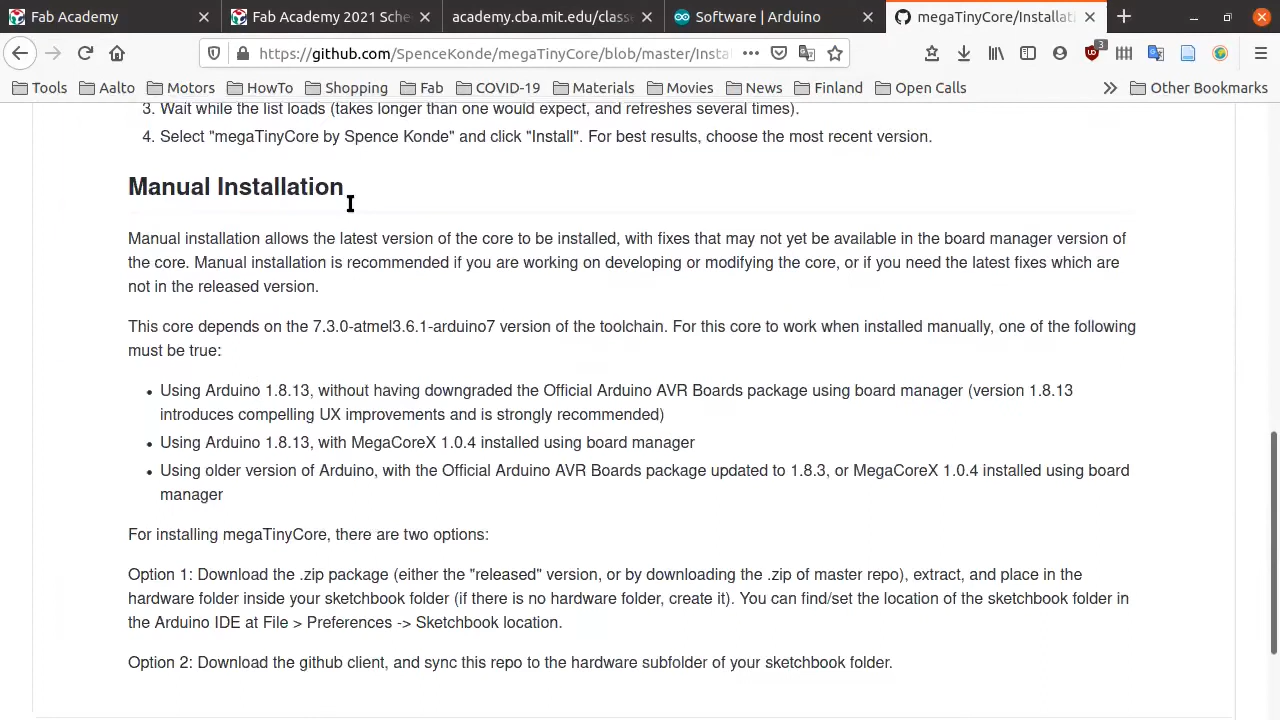 Fab Academy
Fab Academy 2021 Sche
academy.cba.mit.edu/classe
Software | Arduino
megaTinyCore/Installati
https://github.com/SpenceKonde/megaTinyCore/blob/master/Insta
3
Tools
Aalto
Motors
HowTo
Shopping
Fab
COVID-19
Materials
Movies
News
Finland
Open Calls
Other Bookmarks
3. Wait while the list loads (takes longer than one would expect, and refreshes several times).
4. Select "megaTinyCore by Spence Konde" and click "Install". For best results, choose the most recent version.
Manual Installation
Manual installation allows the latest version of the core to be installed, with fixes that may not yet be available in the board manager version of
the core. Manual installation is recommended if you are working on developing or modifying the core, or if you need the latest fixes which are
not in the released version.
This core depends on the 7.3.0-atmel3.6.1-arduino7 version of the toolchain. For this core to work when installed manually, one of the following
must be true:
• Using Arduino 1.8.13, without having downgraded the Official Arduino AVR Boards package using board manager (version 1.8.13
introduces compelling UX improvements and is strongly recommended)
• Using Arduino 1.8.13, with MegaCoreX 1.0.4 installed using board manager
• Using older version of Arduino, with the Official Arduino AVR Boards package updated to 1.8.3, or MegaCoreX 1.0.4 installed using board
manager
For installing megaTinyCore, there are two options:
Option 1: Download the .zip package (either the "released" version, or by downloading the .zip of master repo), extract, and place in the
hardware folder inside your sketchbook folder (if there is no hardware folder, create it). You can find/set the location of the sketchbook folder in
the Arduino IDE at File > Preferences -> Sketchbook location.
Option 2: Download the github client, and sync this repo to the hardware subfolder of your sketchbook folder.